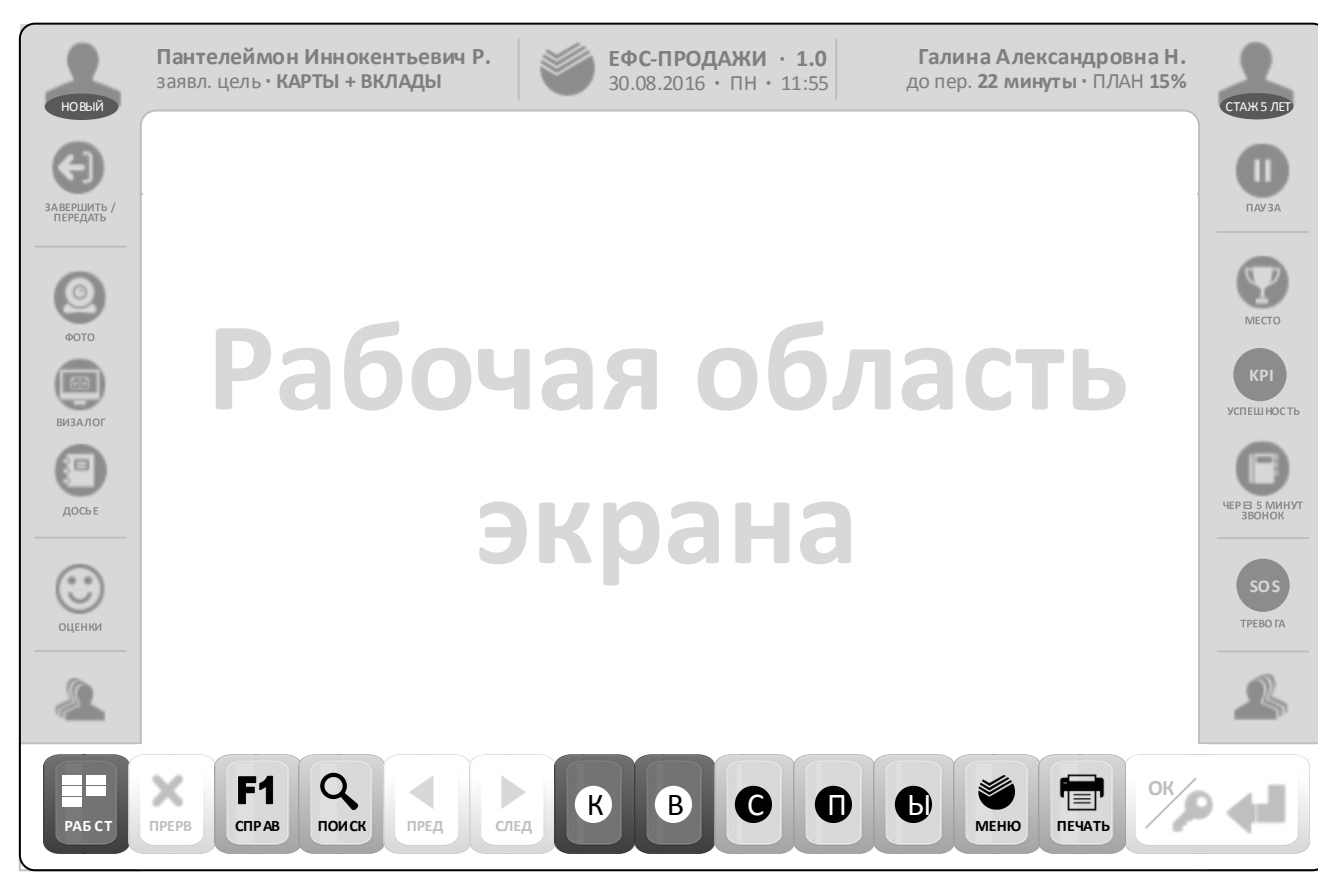 Пантелеймон Иннокентьевич Р.
заявл. цель · КАРТЫ + ВКЛАДЫ
ЕФС-ПРОДАЖИ · 1.0
30.08.2016 · ПН · 11:55
Галина Александровна Н.
до пер. 22 минуты · ПЛАН 15%
НОВЫЙ
СТАЖ 5 ЛЕТ
ЗАВЕРШИТЬ /
ПЕРЕДАТЬ
ФОТО
ВИЗАЛОГ
ДОСЬЕ
ОЦЕНКИ
Рабочая область
экрана
ПАУЗА
МЕСТО
KPI
УСПЕШНОСТЬ
ЧЕРЕЗ 5 МИНУТ
ЗВОНОК
SOS
ТРЕВОГА
РАБ СТ
ПРЕРВ
F1
СПРАВ
ПОИСК
ПРЕД
СЛЕД
К
В
С
П
Ы
МЕНЮ
ПЕЧАТЬ
ОК